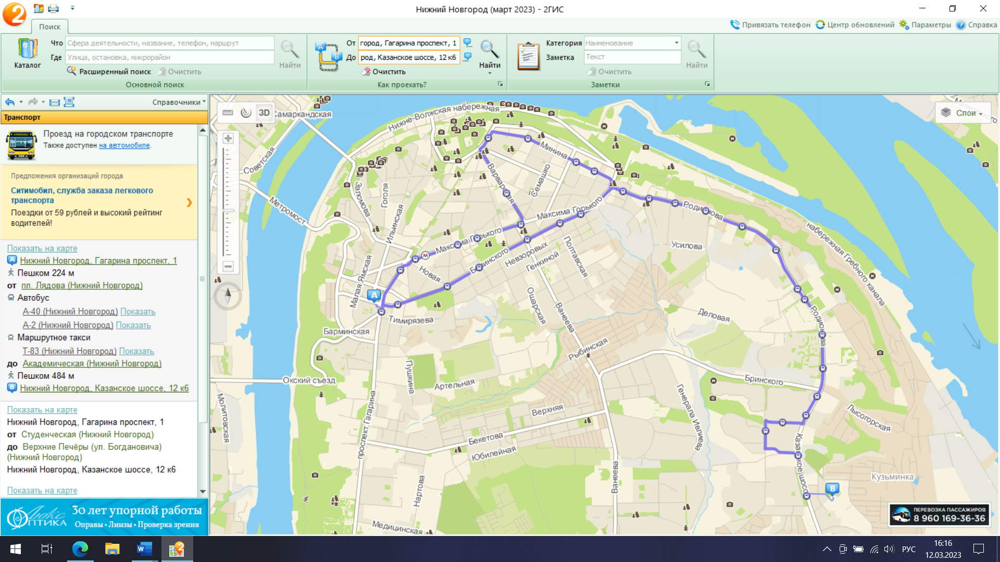 Нижний Новгород (март 2023) - 2ГИС
Поиск
Привязать телефон
Центр обновлений
Параметры
Справка
Каталог
Что
Сфера деятельности, название, телефон, маршрут
Где
Улица, остановка, микрорайон
Расширенный поиск
Очистить
Найти
Основной поиск
От
город, Гагарина проспект, 1
До
род, Казанское шоссе, 12 к6
Очистить
Найти
Как проехать?
Категория
Наименование
Заметка
Текст
Очистить
Найти
Заметки
Справочники
Транспорт
Проезд на городском транспорте
Также доступен на автомобиле.
Предложения организаций города
Ситимобил, служба заказа легкового
транспорта
Поездки от 59 рублей и высокий рейтинг
водителей!
Показать на карте
A Нижний Новгород, Гагарина проспект, 1
Пешком 224 м
от пл. Лядова (Нижний Новгород)
Автобус
А-40 (Нижний Новгород) Показать
А-2 (Нижний Новгород) Показать
Маршрутное такси
Т-83 (Нижний Новгород) Показать
до Академическая (Нижний Новгород)
Пешком 484 м
B Нижний Новгород, Казанское шоссе, 12 к6
Показать на карте
Нижний Новгород, Гагарина проспект, 1
от Студенческая (Нижний Новгород)
до Верхние Печёры (ул. Богдановича)
(Нижний Новгород)
Нижний Новгород, Казанское шоссе, 12 к6
Показать на карте
Люкс
Оптика
30 лет упорной работы
Оправы • Линзы • Проверка зрения
3D
Слои
Самаркандская
Нижне-Волжская набережная
Маяковского
Советская
Метромост
Заломова
Гоголя
Ильинская
Варварская
Минина
Семашко
Максима Горького
Максима Горького
Родионова
набережная Гребного канала
Усилова
Полтавская
Невзоровых
Генкиной
Белинского
Новая
Малая Ямская
A
Тимирязева
Барминская
Ошарская
Ванеева
Деловая
Родионова
Рыбинская
Пушкина
Окский съезд
Артельная
Бринского
Генерала Ивлиева
Лысогорская
Молитовская
проспект Гагарина
Верхняя
Бекетова
Юбилейная
Казанское шоссе
Ванеева
Нартова
Кузьминка
B
Медицинская
ПЕРЕВОЗКА ПАССАЖИРОВ
8 960 169-36-36
РУС
16:16
12.03.2023